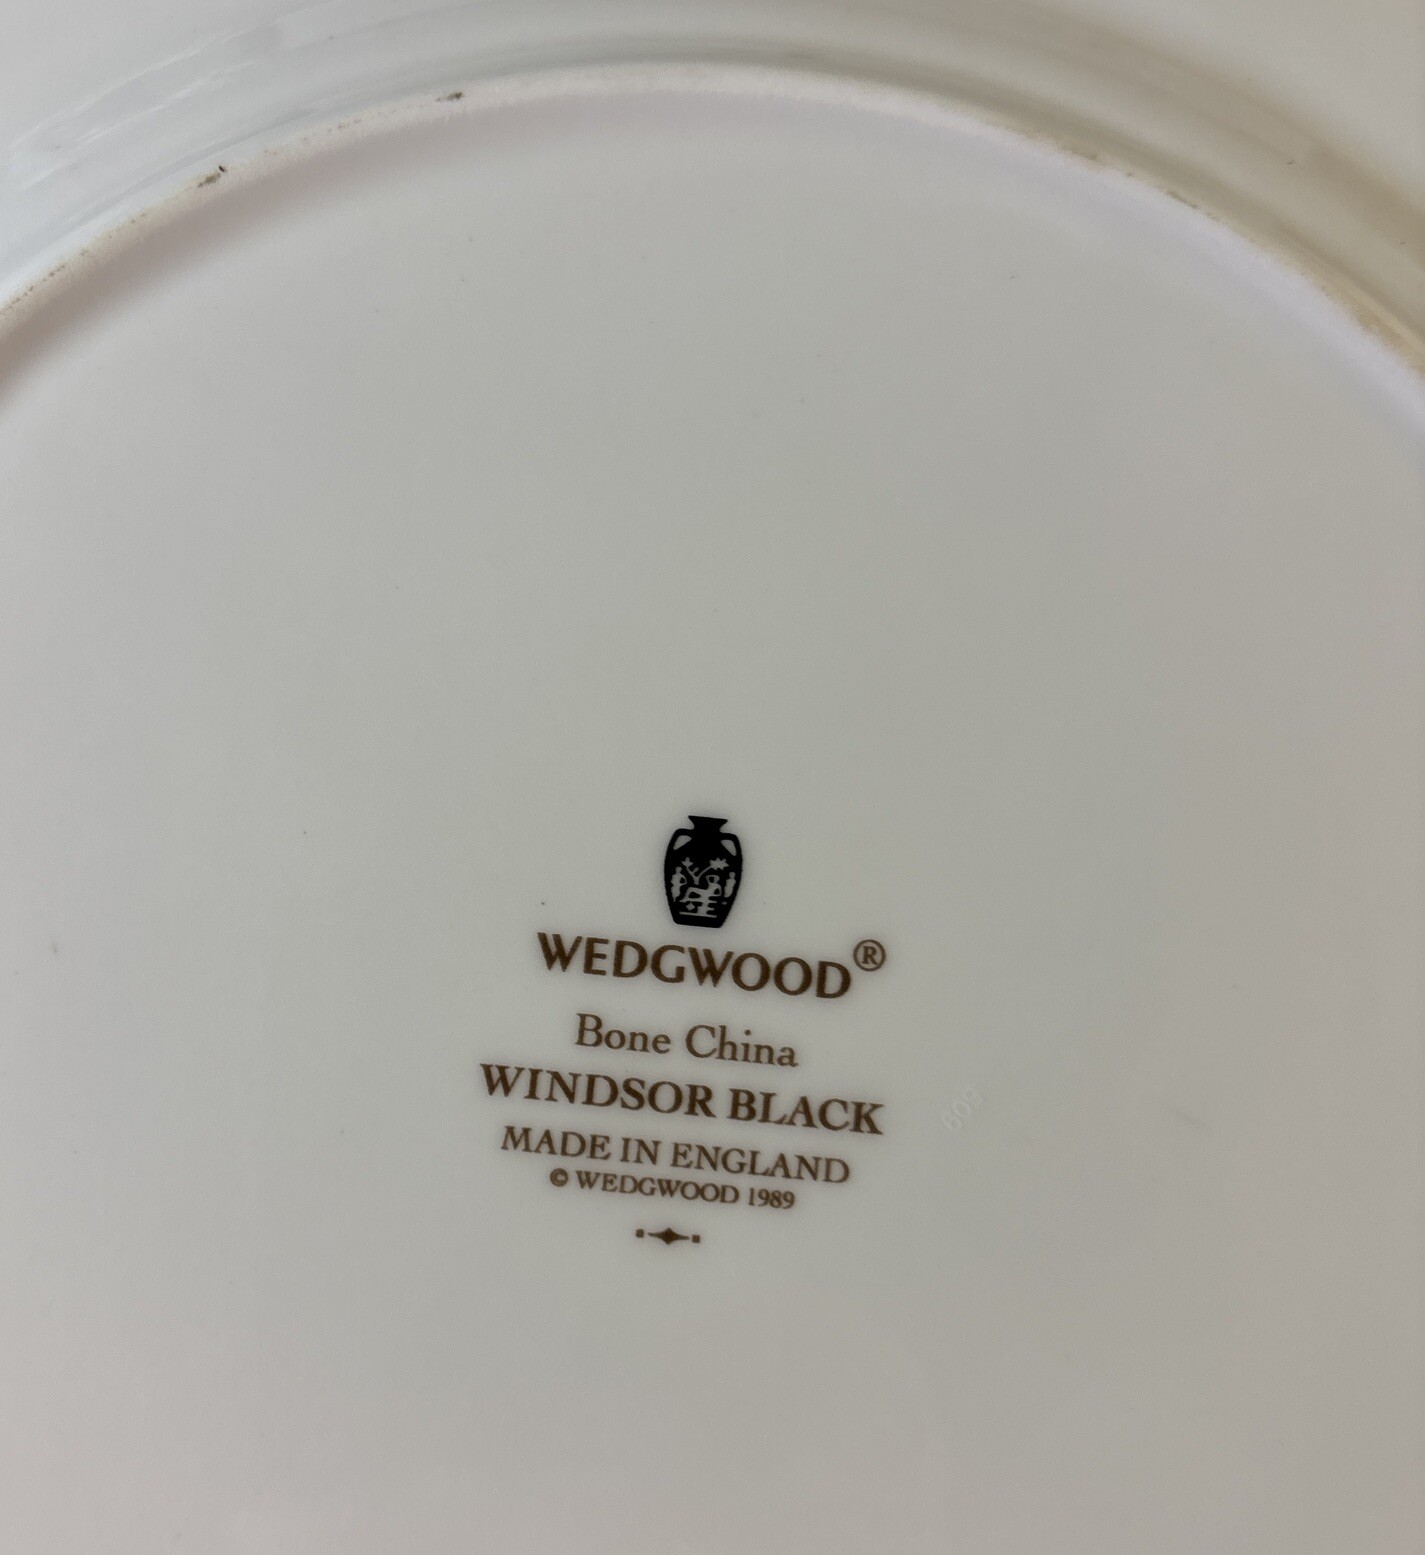 WEDGWOOD®
Bone China
WINDSOR BLACK
MADE IN ENGLAND
© WEDGWOOD 1989